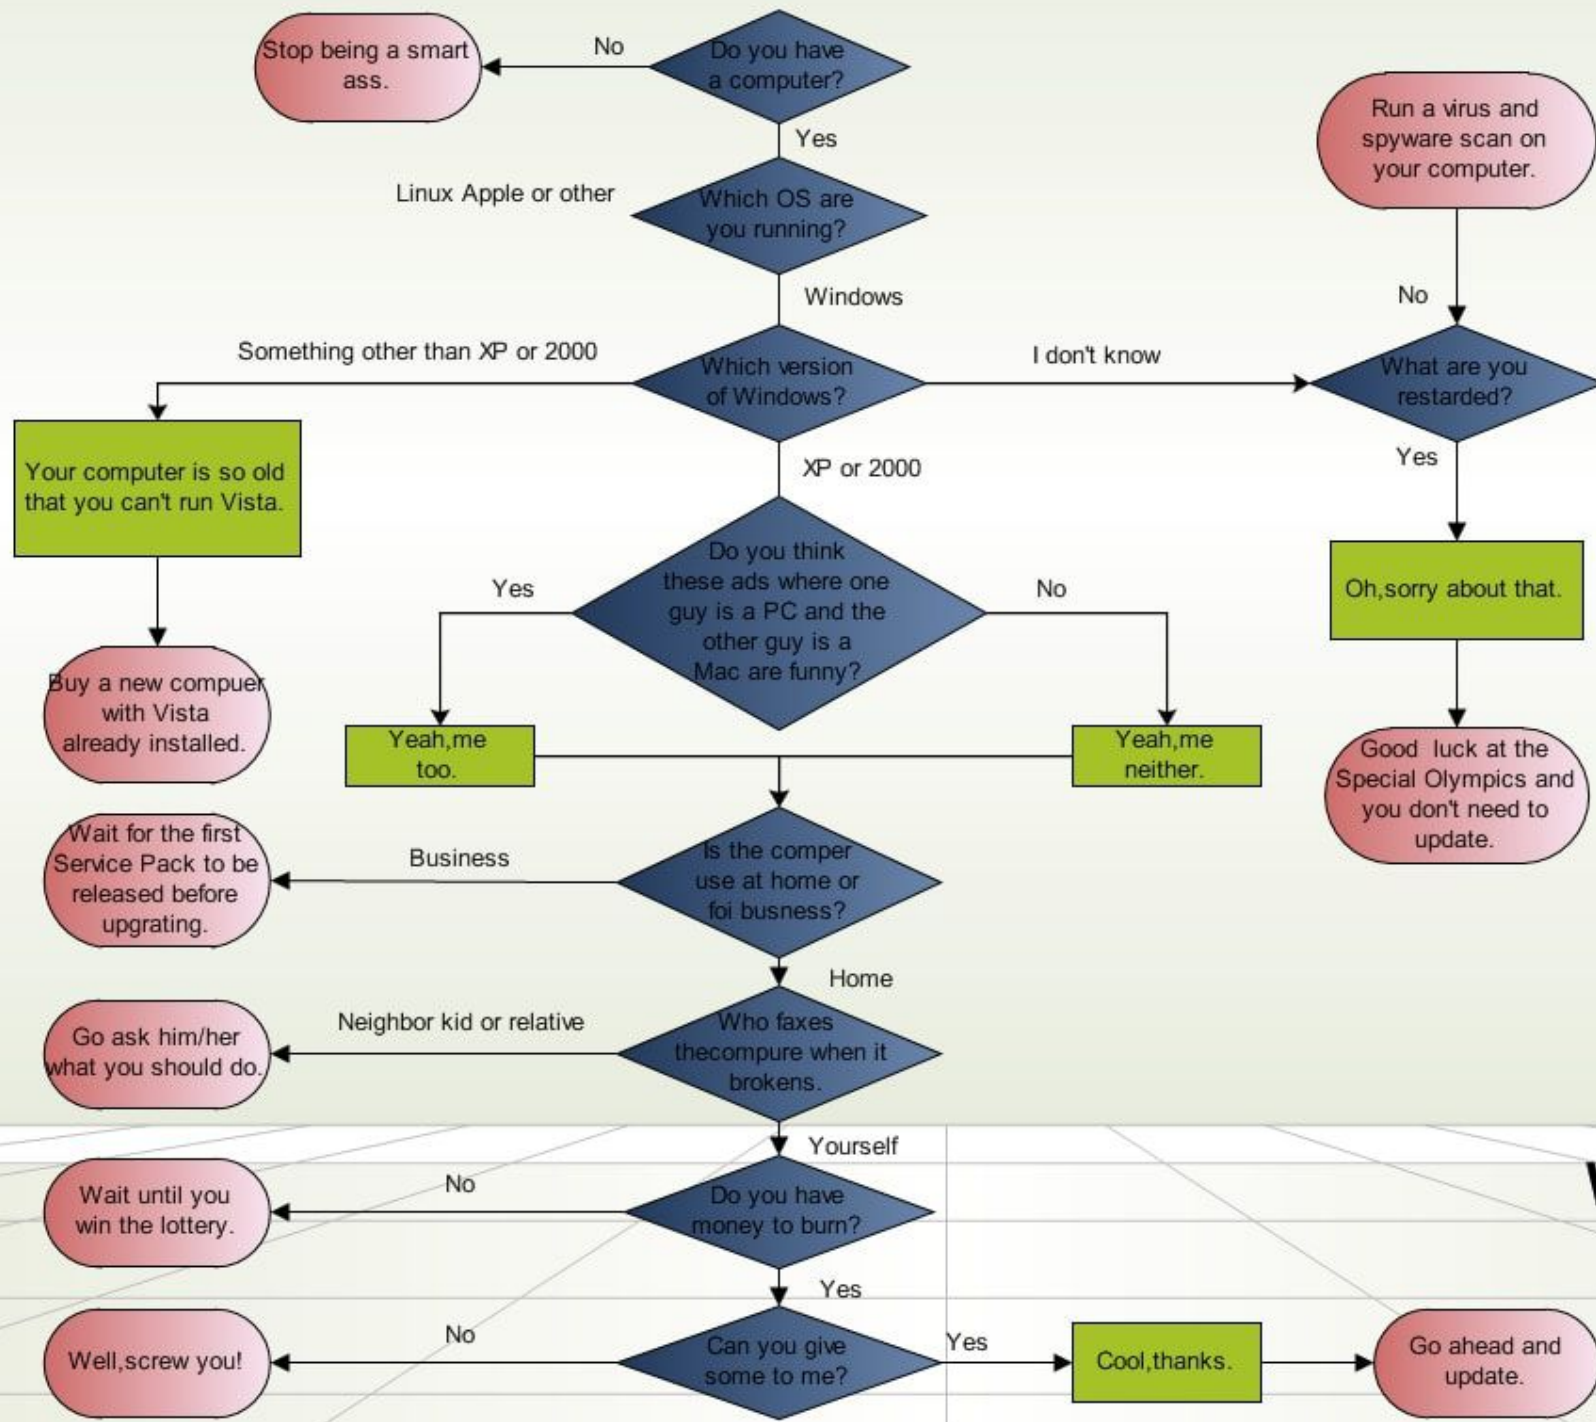 Do you have
a computer?
No
Stop being a smart
ass.
Yes
Run a virus and
spyware scan on
your computer.
Which OS are
you running?
Linux Apple or other
Windows
No
Which version
of Windows?
Something other than XP or 2000
I don't know
What are you
restarded?
Your computer is so old
that you can't run Vista.
XP or 2000
Yes
Do you think
these ads where one
guy is a PC and the
other guy is a
Mac are funny?
Yes
No
Oh,sorry about that.
Buy a new compuer
with Vista
already installed.
Yeah,me
too.
Yeah,me
neither.
Good luck at the
Special Olympics and
you don't need to
update.
Wait for the first
Service Pack to be
released before
upgrating.
Business
Is the comper
use at home or
foi busness?
Home
Go ask him/her
what you should do.
Neighbor kid or relative
Who faxes
thecompure when it
brokens.
Yourself
Wait until you
win the lottery.
No
Do you have
money to burn?
Yes
Well,screw you!
No
Can you give
some to me?
Yes
Cool,thanks.
Go ahead and
update.